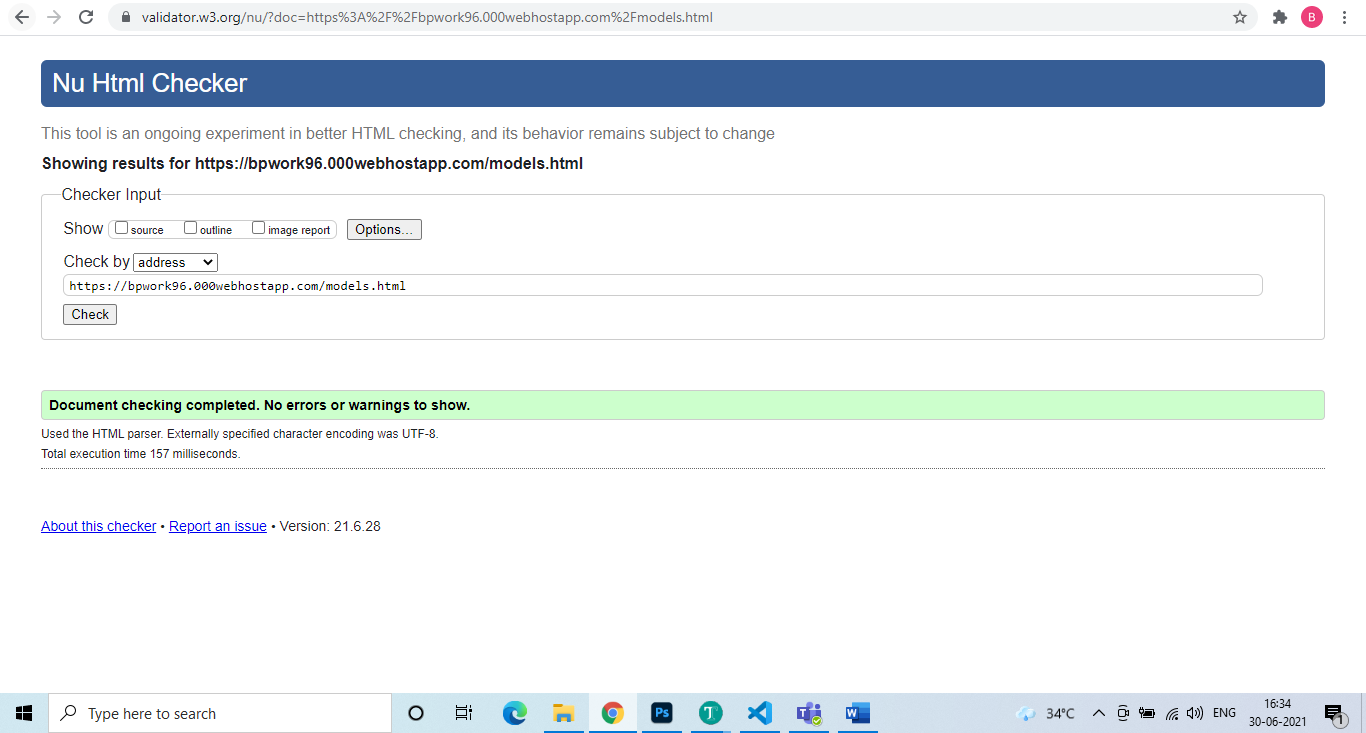 validator.w3.org/nu/?doc=https%3A%2F%2Fbpwork96.000webhostapp.com%2Fmodels.html
B
Nu Html Checker
This tool is an ongoing experiment in better HTML checking, and its behavior remains subject to change
Showing results for https://bpwork96.000webhostapp.com/models.html
Checker Input
Show source outline image report Options...
Check by address
https://bpwork96.000webhostapp.com/models.html
Check
Document checking completed. No errors or warnings to show.
Used the HTML parser. Externally specified character encoding was UTF-8.
Total execution time 157 milliseconds.
About this checker • Report an issue • Version: 21.6.28
Type here to search
Ps
T
W
34°C
ENG
16:34
30-06-2021
1